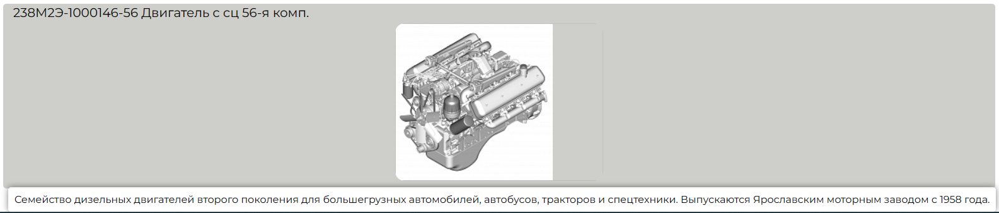 238М2Э-1000146-56 Двигатель с сц 56-я комп.
Семейство дизельных двигателей второго поколения для большегрузных автомобилей, автобусов, тракторов и спецтехники. Выпускаются Ярославским моторным заводом с 1958 года.